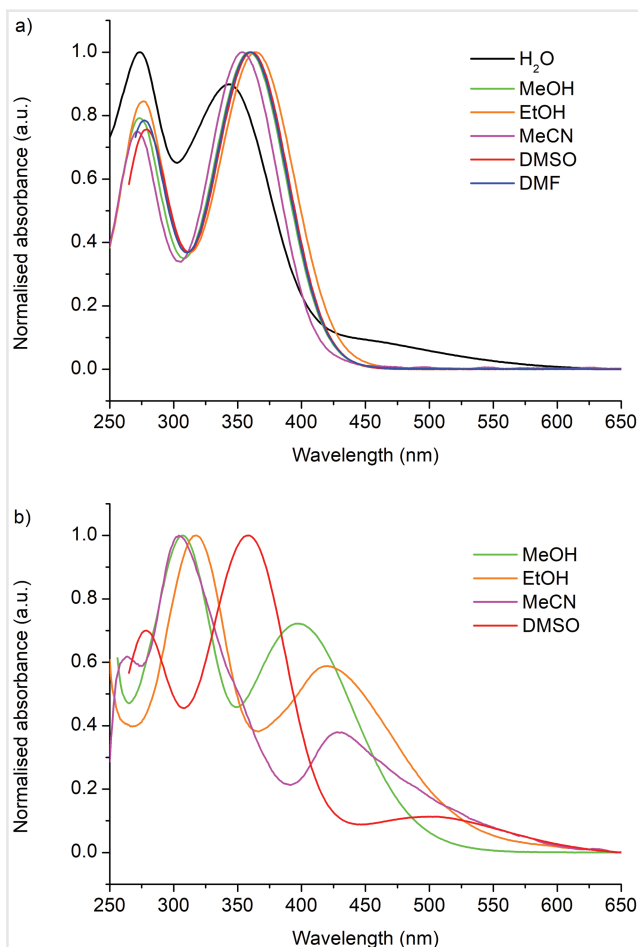 a)
Normalised absorbance (a.u.)
1.0
0.8
0.6
0.4
0.2
0.0
H₂O
MeOH
EtOH
MeCN
DMSO
DMF
250 300 350 400 450 500 550 600 650
Wavelength (nm)
b)
Normalised absorbance (a.u.)
1.0
0.8
0.6
0.4
0.2
0.0
MeOH
EtOH
MeCN
DMSO
250 300 350 400 450 500 550 600 650
Wavelength (nm)